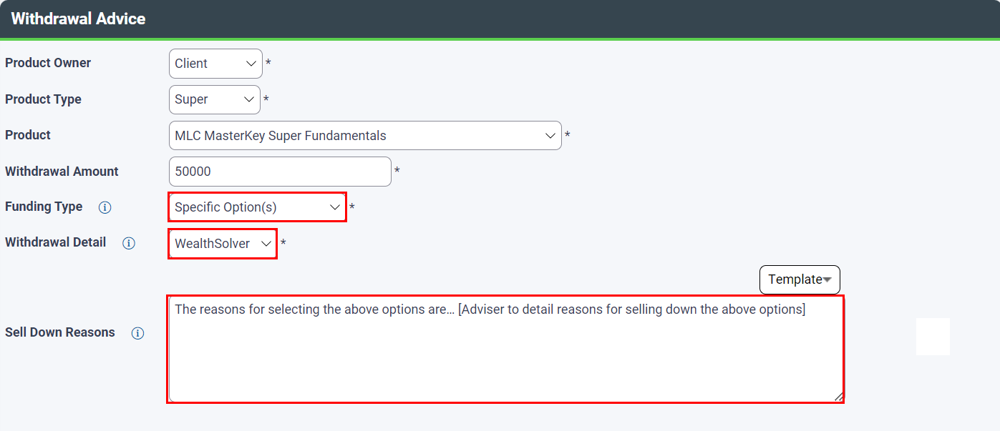 Withdrawal Advice
Product Owner Client *
Product Type Super *
Product MLC MasterKey Super Fundamentals *
Withdrawal Amount 50000 *
Funding Type i Specific Option(s) *
Withdrawal Detail i WealthSolver *
Template
The reasons for selecting the above options are... [Adviser to detail reasons for selling down the above options]
Sell Down Reasons i